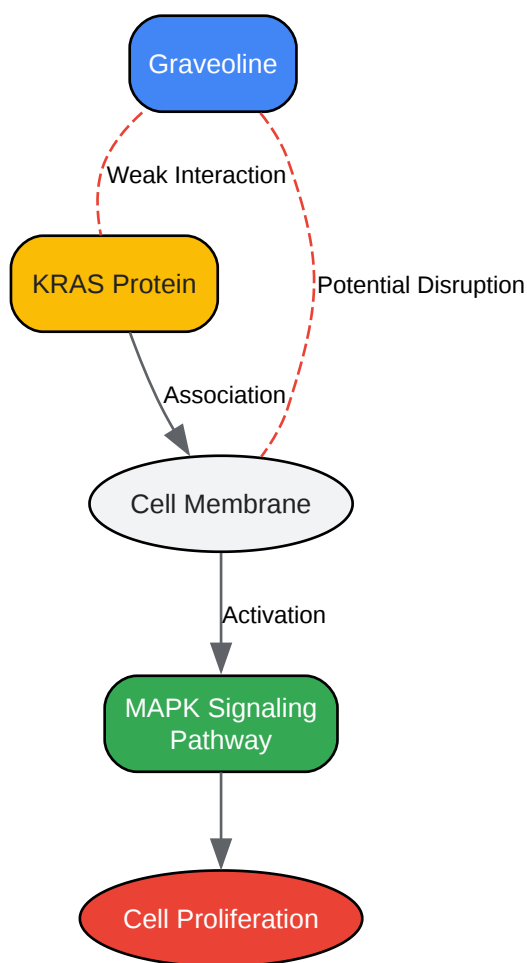 Graveoline
Weak Interaction
KRAS Protein
Potential Disruption
Association
Cell Membrane
Activation
MAPK Signaling
Pathway
Cell Proliferation